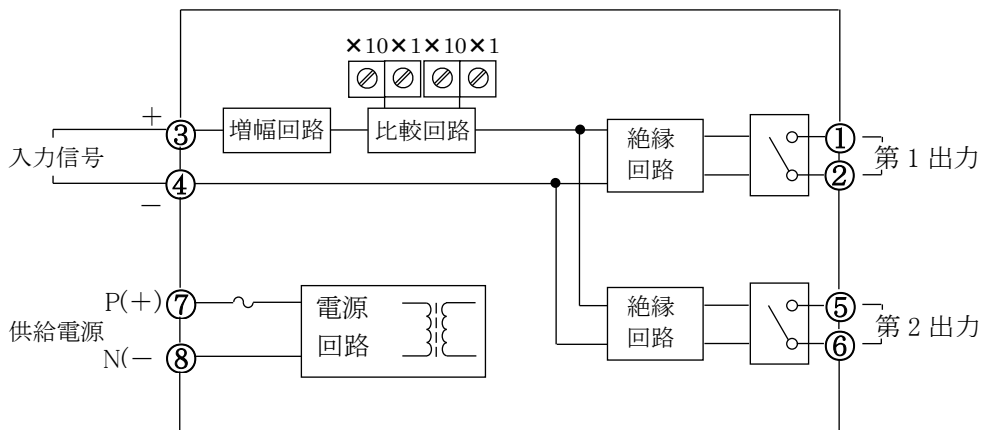 ×10×1×10×1
＋
③
増幅回路
比較回路
絶縁
回路
①
②
第1出力
入力信号
④
－
P(＋)
⑦
供給電源
N(－
⑧
電源
回路
絶縁
回路
⑤
⑥
第2出力